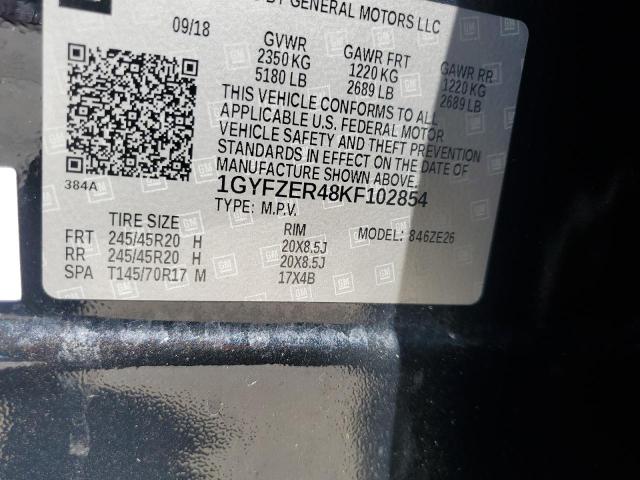 BY GENERAL MOTORS LLC
09/18
GVWR GAWR FRT GAWR RR
2350 KG 1220 KG 1220 KG
5180 LB 2689 LB 2689 LB
THIS VEHICLE CONFORMS TO ALL
APPLICABLE U.S. FEDERAL MOTOR
VEHICLE SAFETY AND THEFT PREVENTION
STANDARDS IN EFFECT ON THE DATE OF
MANUFACTURE SHOWN ABOVE.
384A
1GYFZER48KF102854
TYPE: M.P.V.
MODEL: 846ZE26
TIRE SIZE RIM
FRT 245/45R20 H 20X8.5J
RR 245/45R20 H 20X8.5J
SPA T145/70R17 M 17X4B
GM